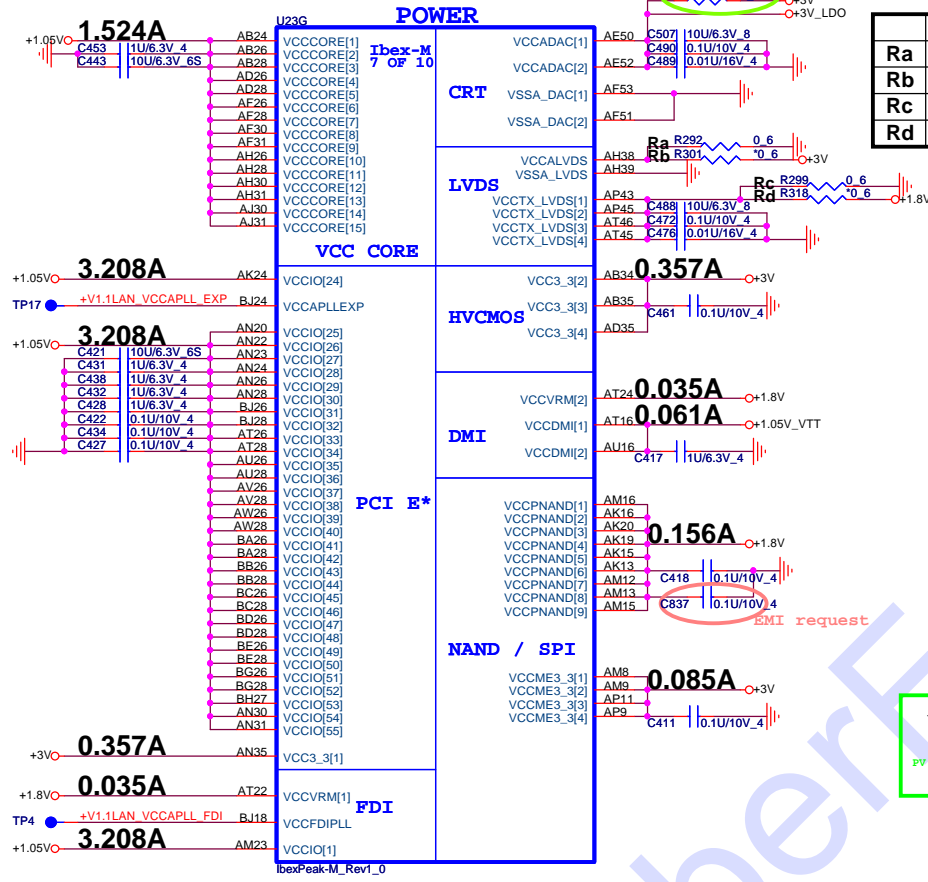 POWER
U23G
+3V
+3V_LDO
+1.05V 1.524A
C453 1U/6.3V_4
C443 10U/6.3V_6S
AB24 VCCCORE[1]
AB26 VCCCORE[2]
AB28 VCCCORE[3]
AD26 VCCCORE[4]
AD28 VCCCORE[5]
AF26 VCCCORE[6]
AF28 VCCCORE[7]
AF30 VCCCORE[8]
AF31 VCCCORE[9]
AH26 VCCCORE[10]
AH28 VCCCORE[11]
AH30 VCCCORE[12]
AH31 VCCCORE[13]
AJ30 VCCCORE[14]
AJ31 VCCCORE[15]
Ibex-M
7 OF 10
VCC CORE
+1.05V 3.208A AK24 VCCIO[24]
TP17 +V1.1LAN_VCCAPLL_EXP BJ24 VCCAPLLEXP
+1.05V 3.208A
C421 10U/6.3V_6S
C431 1U/6.3V_4
C438 1U/6.3V_4
C432 1U/6.3V_4
C428 1U/6.3V_4
C422 0.1U/10V_4
C434 0.1U/10V_4
C427 0.1U/10V_4
AN20 VCCIO[25]
AN22 VCCIO[26]
AN23 VCCIO[27]
AN24 VCCIO[28]
AN26 VCCIO[29]
AN28 VCCIO[30]
BJ26 VCCIO[31]
BJ28 VCCIO[32]
AT26 VCCIO[33]
AT28 VCCIO[34]
AU26 VCCIO[35]
AU28 VCCIO[36]
AV26 VCCIO[37]
AV28 VCCIO[38]
AW26 VCCIO[39]
AW28 VCCIO[40]
BA26 VCCIO[41]
BA28 VCCIO[42]
BB26 VCCIO[43]
BB28 VCCIO[44]
BC26 VCCIO[45]
BC28 VCCIO[46]
BD26 VCCIO[47]
BD28 VCCIO[48]
BE26 VCCIO[49]
BE28 VCCIO[50]
BG26 VCCIO[51]
BG28 VCCIO[52]
BH27 VCCIO[53]
AN30 VCCIO[54]
AN31 VCCIO[55]
PCI E*
+3V 0.357A AN35 VCC3_3[1]
+1.8V 0.035A AT22 VCCVRM[1]
TP4 +V1.1LAN_VCCAPLL_FDI BJ18 VCCFDIPLL
+1.05V 3.208A AM23 VCCIO[1]
FDI
IbexPeak-M_Rev1_0
CRT
VCCADAC[1] AE50
VCCADAC[2] AE52
VSSA_DAC[1] AF53
VSSA_DAC[2] AF51
C507 10U/6.3V_8
C490 0.1U/10V_4
C489 0.01U/16V_4
LVDS
VCCALVDS AH38
VSSA_LVDS AH39
Ra R292 0_6
Rb R301 *0_6 +3V
VCCTX_LVDS[1] AP43
VCCTX_LVDS[2] AP45
VCCTX_LVDS[3] AT46
VCCTX_LVDS[4] AT45
Rc R299 0_6
Rd R318 *0_6 +1.8V
C488 10U/6.3V_8
C472 0.1U/10V_4
C476 0.01U/16V_4
HVCMOS
VCC3_3[2] AB34 0.357A +3V
VCC3_3[3] AB35
VCC3_3[4] AD35
C461 0.1U/10V_4
DMI
VCCVRM[2] AT24 0.035A +1.8V
VCCDMI[1] AT16 0.061A +1.05V_VTT
VCCDMI[2] AU16
C417 1U/6.3V_4
VCCPNAND[1] AM16
VCCPNAND[2] AK16
VCCPNAND[3] AK20
VCCPNAND[4] AK19
VCCPNAND[5] AK15
VCCPNAND[6] AK13
VCCPNAND[7] AM12
VCCPNAND[8] AM13
VCCPNAND[9] AM15
0.156A +1.8V
C418 0.1U/10V_4
C837 0.1U/10V_4
EMI request
NAND / SPI
VCCME3_3[1] AM8
VCCME3_3[2] AM9
VCCME3_3[3] AP11
VCCME3_3[4] AP9
0.085A +3V
C411 0.1U/10V_4
Ra
Rb
Rc
Rd
PV